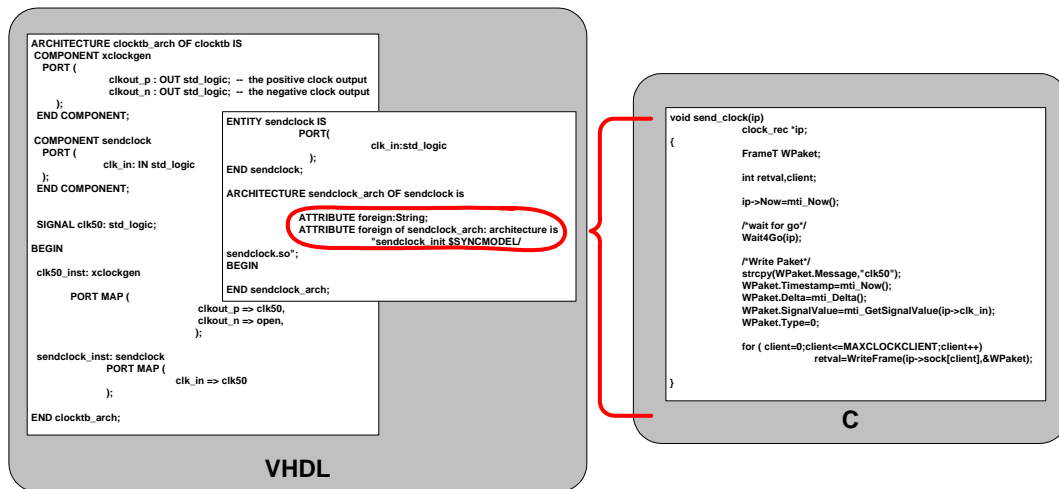 ARCHITECTURE clocktb_arch OF clocktb IS
COMPONENT xclockgen
PORT (
clkout_p : OUT std_logic; -- the positive clock output
clkout_n : OUT std_logic; -- the negative clock output
);
END COMPONENT;
COMPONENT sendclock
PORT (
clk_in: IN std_logic
);
END COMPONENT;
SIGNAL clk50: std_logic;
BEGIN
clk50_inst: xclockgen
PORT MAP (
clkout_p => clk50,
clkout_n => open,
);
sendclock_inst: sendclock
PORT MAP (
clk_in => clk50
);
END clocktb_arch;
ENTITY sendclock IS
PORT(
clk_in:std_logic
);
END sendclock;
ARCHITECTURE sendclock_arch OF sendclock is
ATTRIBUTE foreign:String;
ATTRIBUTE foreign of sendclock_arch: architecture is
"sendclock_init $SYNCMODEL/
sendclock.so";
BEGIN
END sendclock_arch;
VHDL
void send_clock(ip)
clock_rec *ip;
{
FrameT WPaket;
int retval,client;
ip->Now=mti_Now();
/*wait for go*/
Wait4Go(ip);
/*Write Paket*/
strcpy(WPaket.Message,"clk50");
WPaket.Timestamp=mti_Now();
WPaket.Delta=mti_Delta();
WPaket.SignalValue=mti_GetSignalValue(ip->clk_in);
WPaket.Type=0;
for ( client=0;client<=MAXCLOCKCLIENT;client++)
retval=WriteFrame(ip->sock[client],&WPaket);
}
C